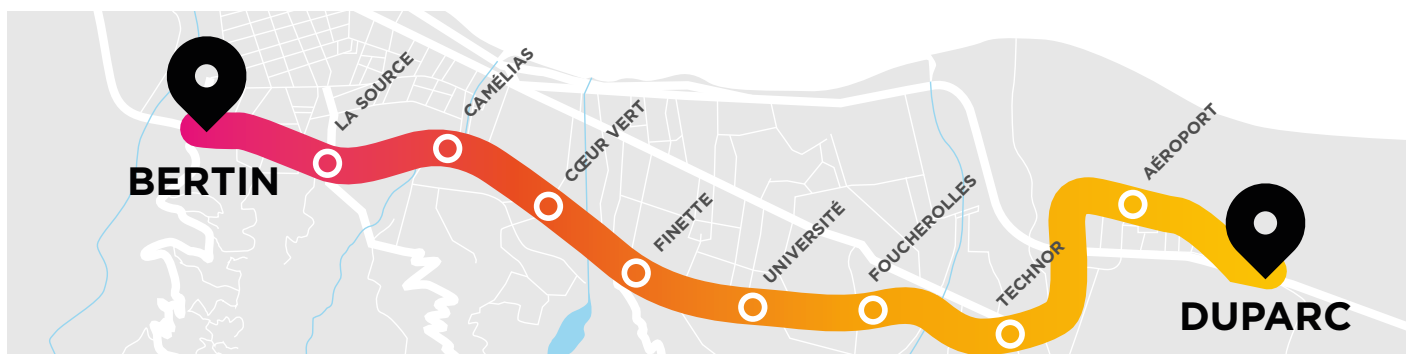 BERTIN
LA SOURCE
CAMÉLIAS
CŒUR VERT
FINETTE
UNIVERSITÉ
FOUCHEROLLES
TECHNOR
AÉROPORT
DUPARC